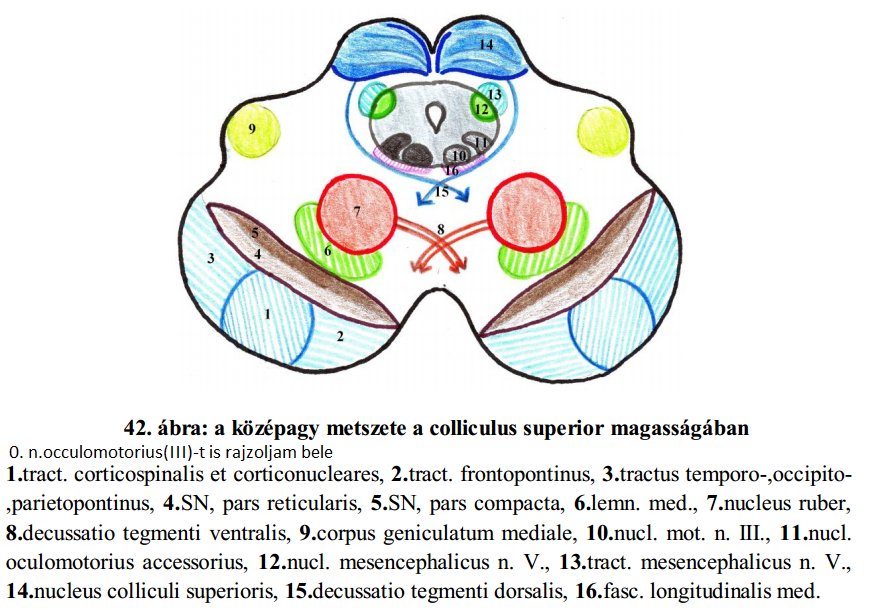 14
13
12
9
11
10
16
15
7
8
5
6
4
3
1
2
42. ábra: a középagy metszete a colliculus superior magasságában
0. n.occulomotorius(III)-t is rajzoljam bele
1.tract. corticospinalis et corticonucleares, 2.tract. frontopontinus, 3.tractus temporo-,occipito-
,parietopontinus, 4.SN, pars reticularis, 5.SN, pars compacta, 6.lemn. med., 7.nucleus ruber,
8.decussatio tegmenti ventralis, 9.corpus geniculatum mediale, 10.nucl. mot. n. III., 11.nucl.
oculomotorius accessorius, 12.nucl. mesencephalicus n. V., 13.tract. mesencephalicus n. V.,
14.nucleus colliculi superioris, 15.decussatio tegmenti dorsalis, 16.fasc. longitudinalis med.